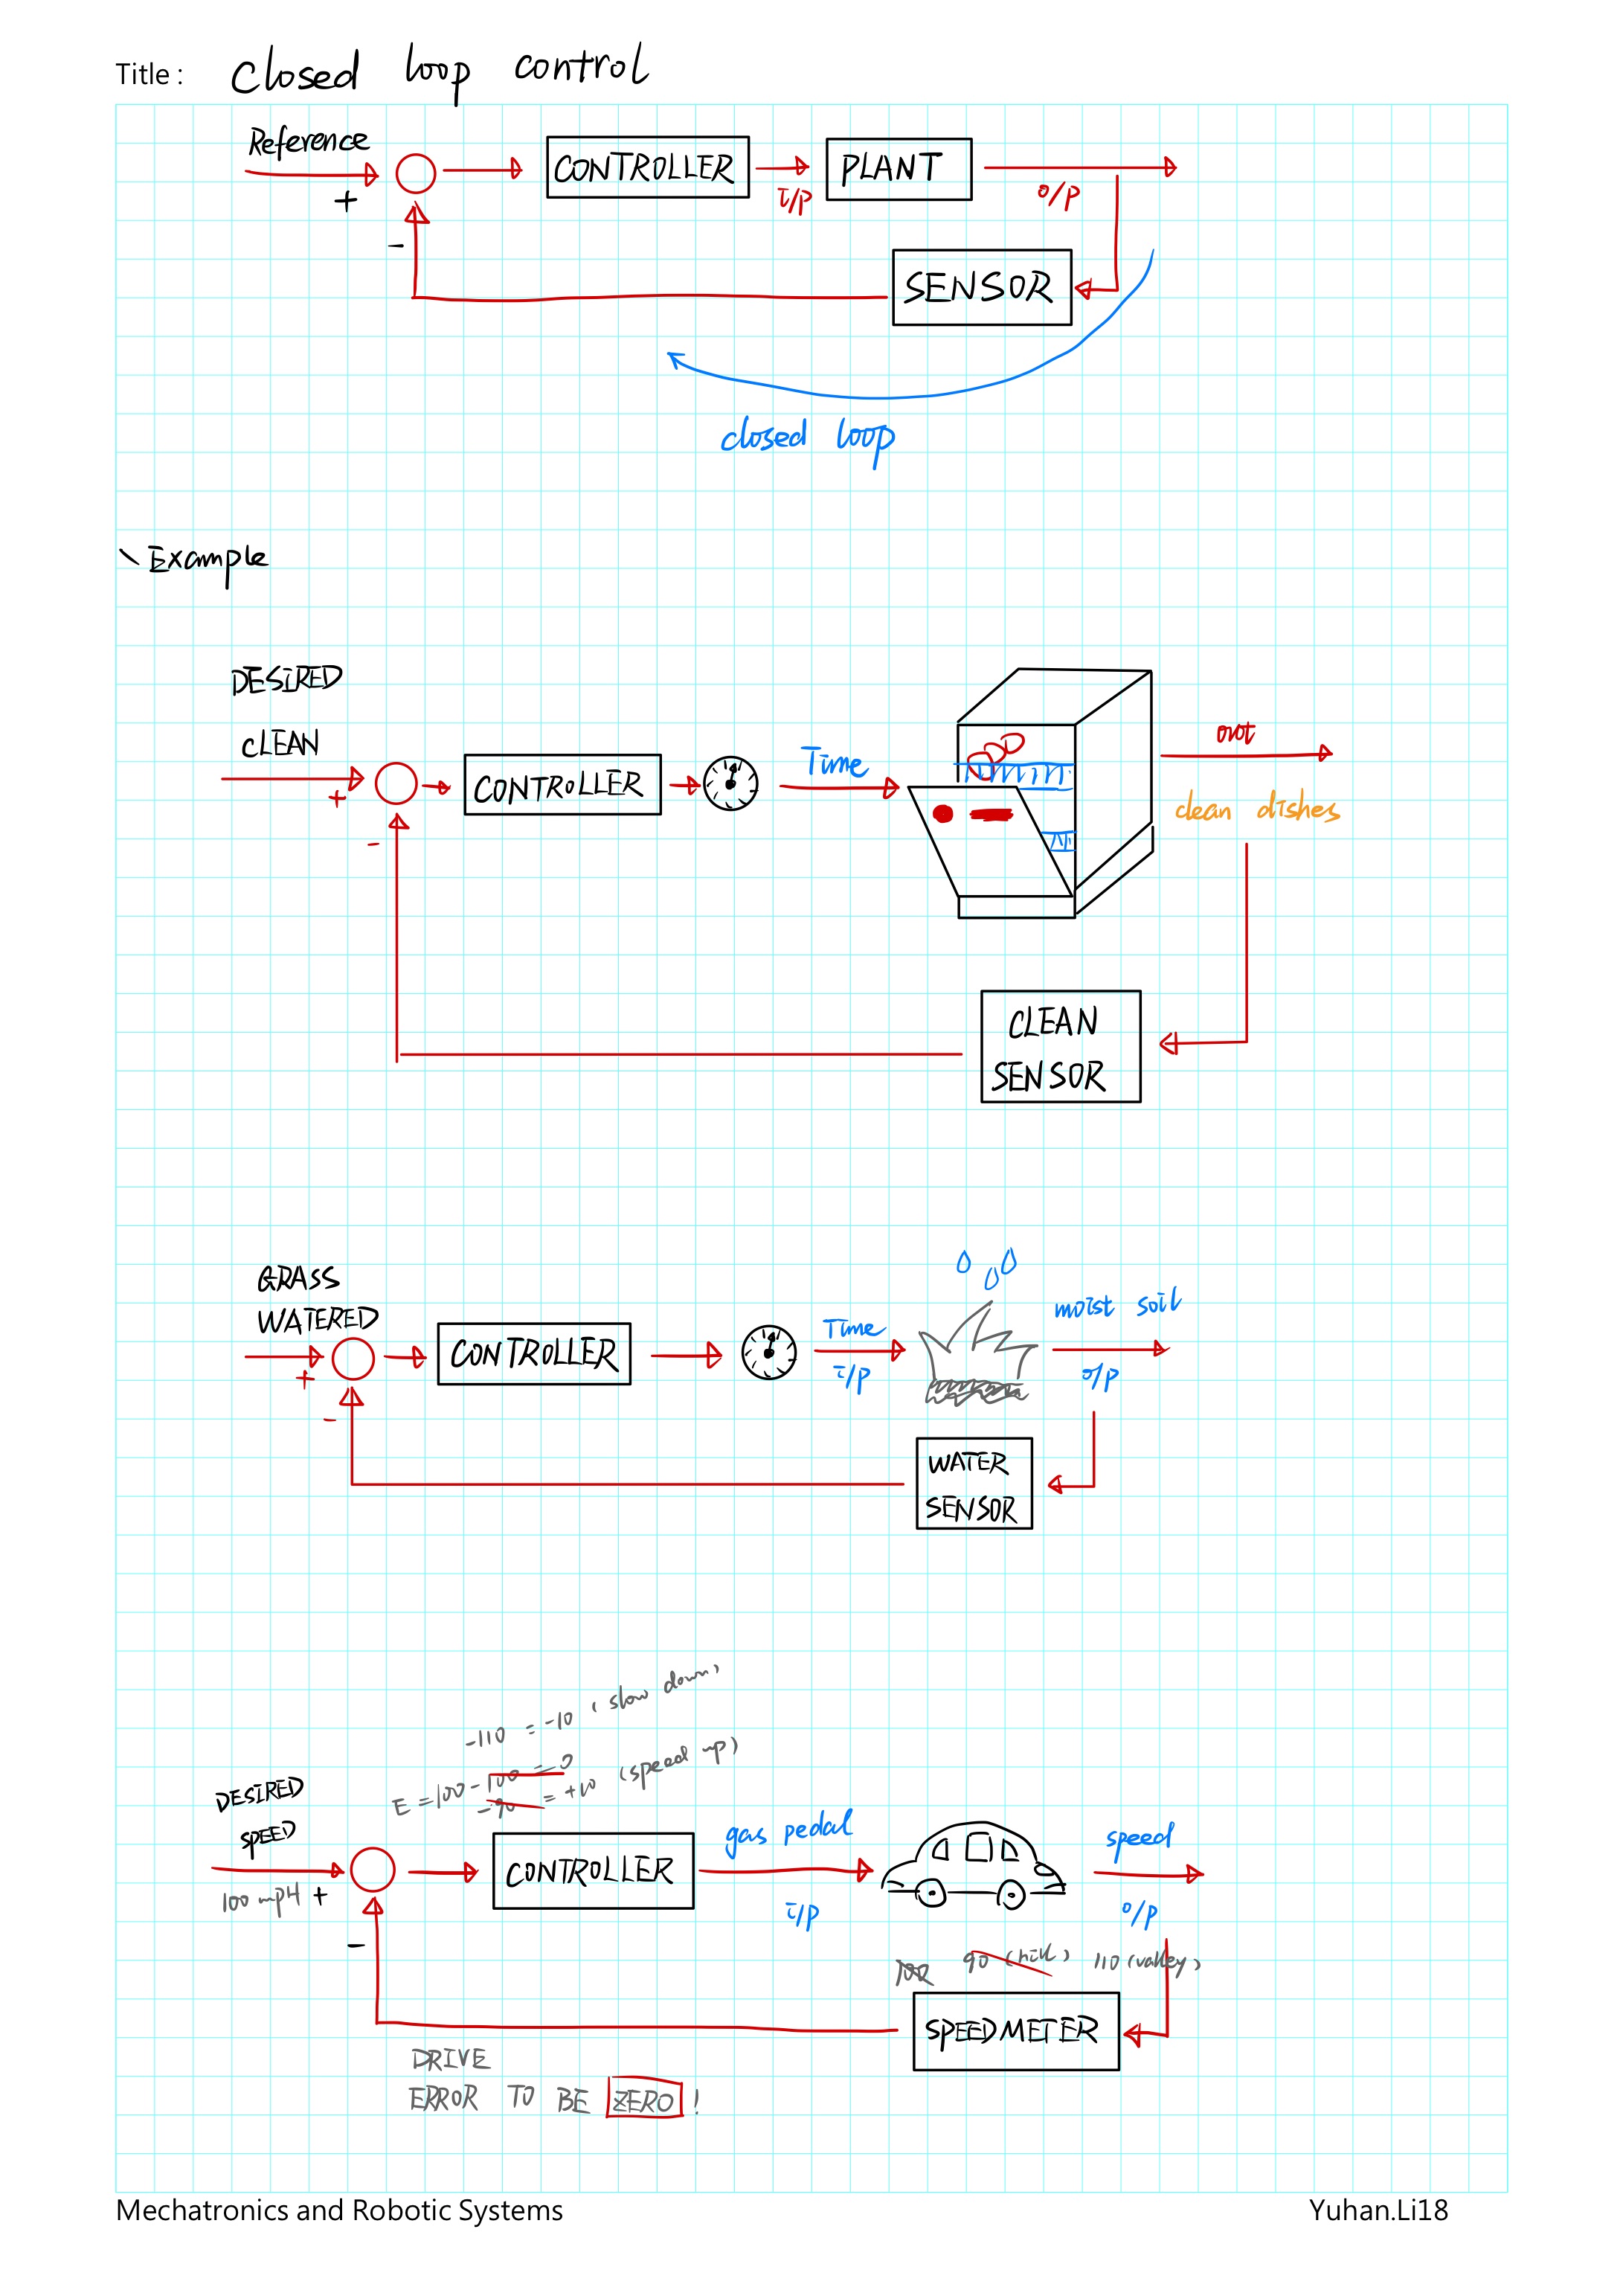 Title : Closed loop control
Reference
+
CONTROLLER
i/p
PLANT
o/p
-
SENSOR
closed loop
、Example
DESIRED
CLEAN
+
-
CONTROLLER
Time
out
clean dishes
CLEAN
SENSOR
GRASS
WATERED
+
-
CONTROLLER
Time
i/p
moist soil
o/p
WATER
SENSOR
-110 = -10 (slow down)
E = 100 - 100 = 0
-90 = +10 (speed up)
DESIRED
SPEED
100 mpH +
-
CONTROLLER
gas pedal
i/p
speed
o/p
100 90 (hill) 110 (valley)
SPEEDMETER
DRIVE
ERROR TO BE ZERO !
Mechatronics and Robotic Systems
Yuhan.Li18